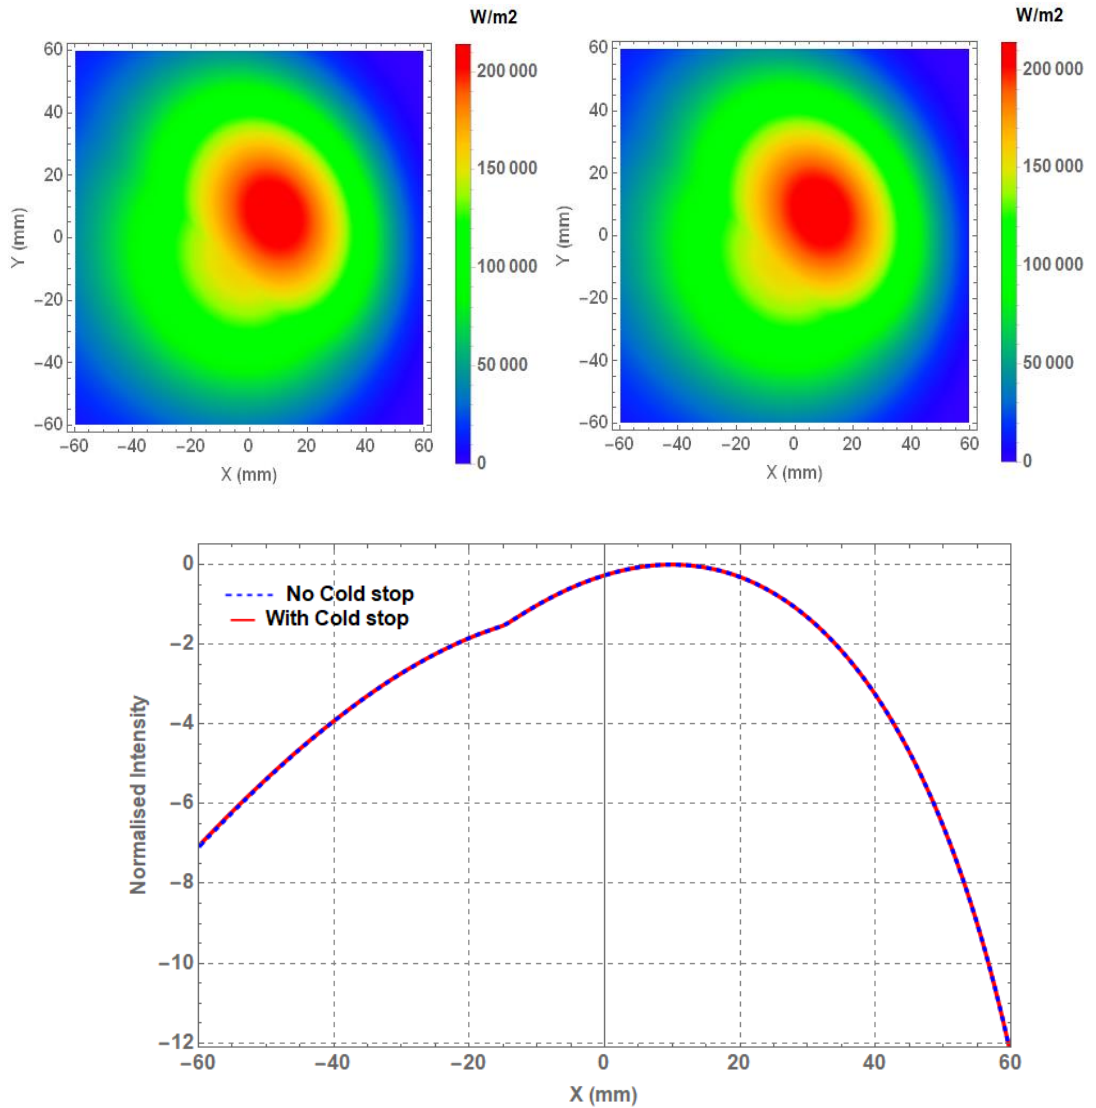 W/m2
W/m2
60
40
20
0
−20
−40
−60
Y (mm)
−60 −40 −20 0 20 40 60
X (mm)
200 000
150 000
100 000
50 000
0
60
40
20
0
−20
−40
−60
Y (mm)
−60 −40 −20 0 20 40 60
X (mm)
200 000
150 000
100 000
50 000
0
0
−2
−4
−6
−8
−10
−12
Normalised Intensity
No Cold stop
With Cold stop
−60 −40 −20 0 20 40 60
X (mm)